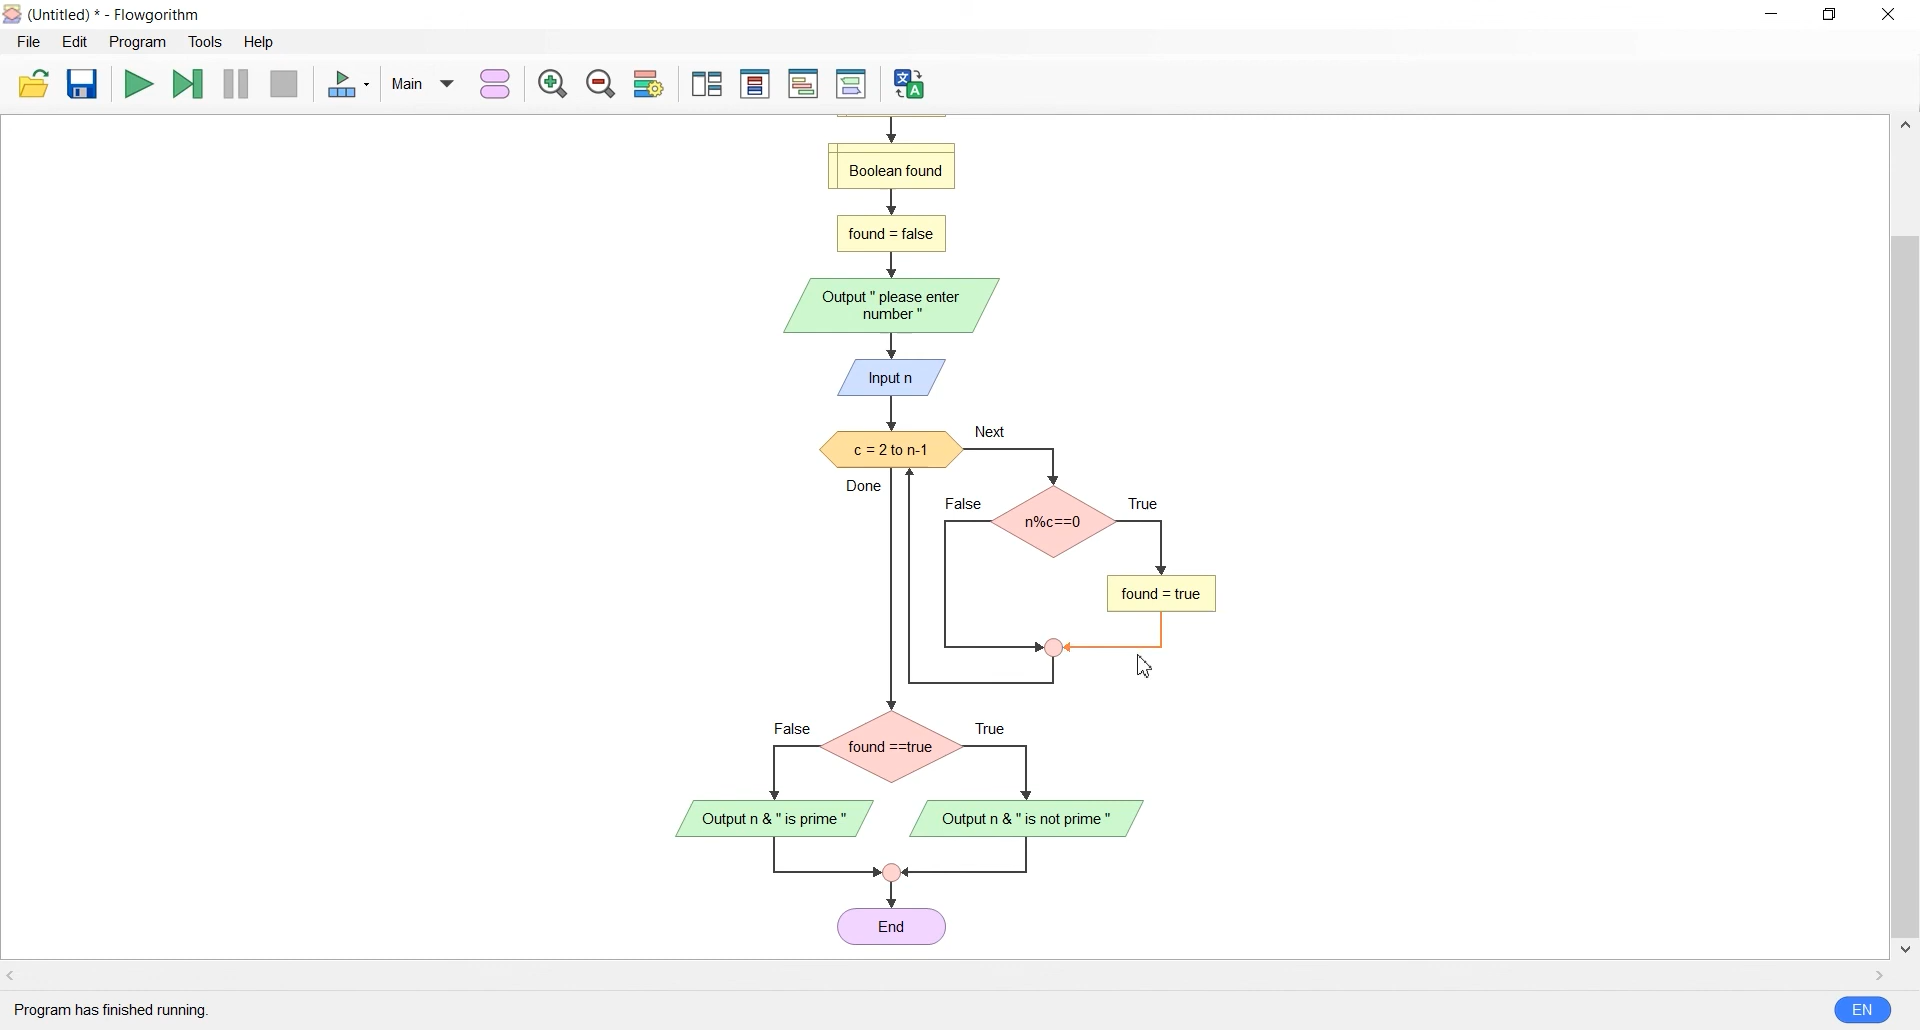 (Untitled) * - Flowgorithm
File Edit Program Tools Help
Main
Boolean found
found = false
Output " please enter
number "
Input n
c = 2 to n-1
Next
Done
False
n%c==0
True
found = true
False
found ==true
True
Output n & " is prime "
Output n & " is not prime "
End
Program has finished running.
EN